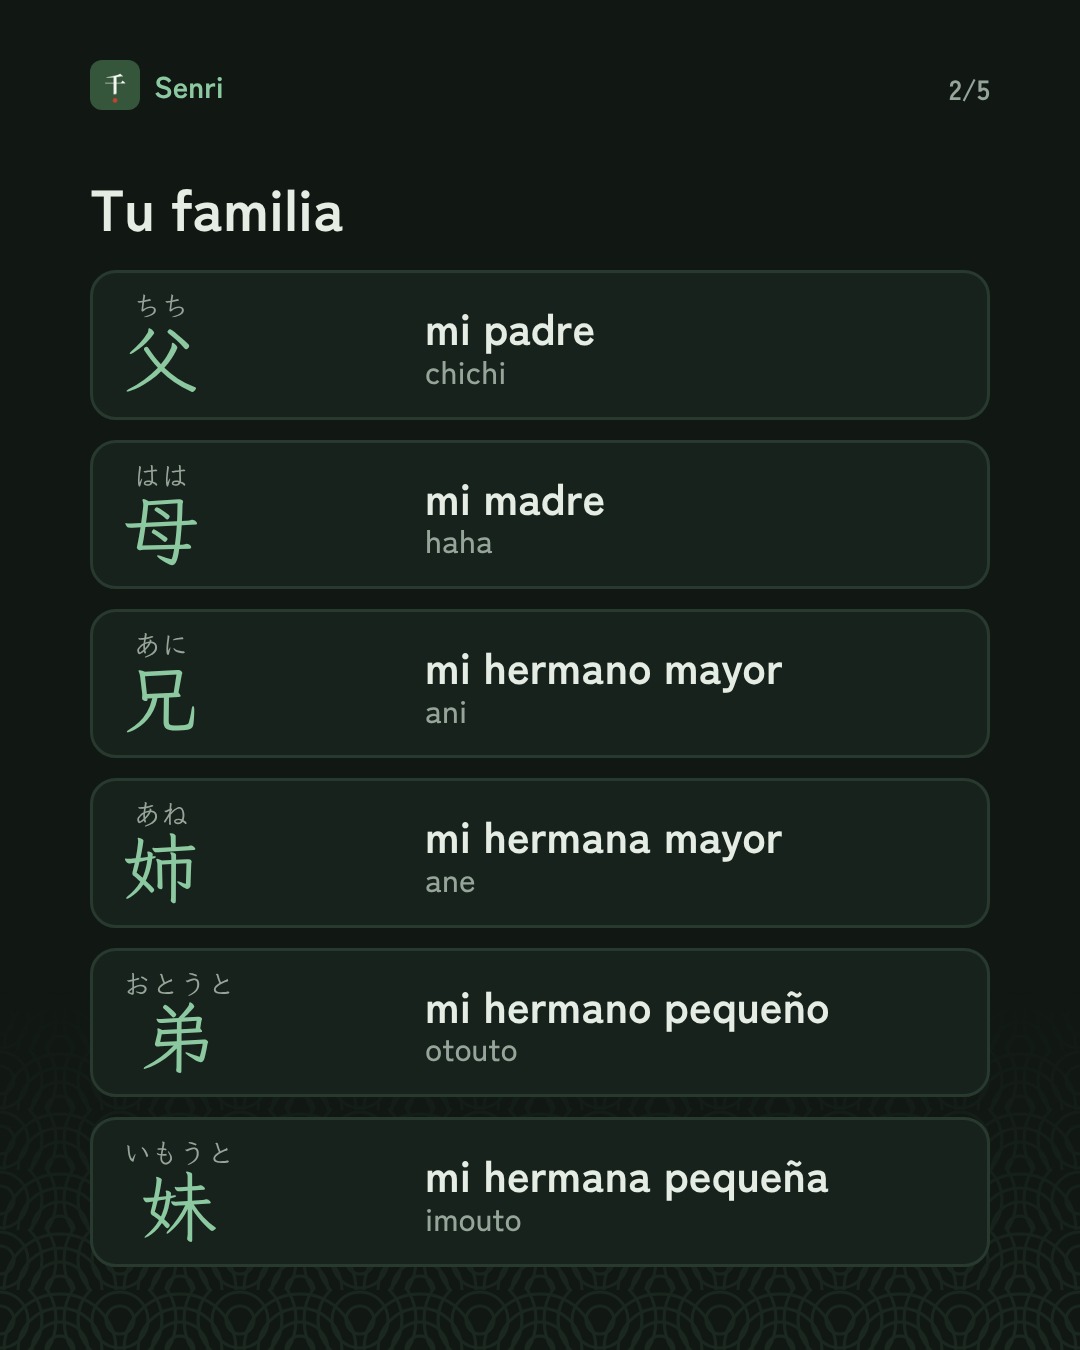 千 Senri
2/5
Tu familia
ちち
父
mi padre
chichi
はは
母
mi madre
haha
あに
兄
mi hermano mayor
ani
あね
姉
mi hermana mayor
ane
おとうと
弟
mi hermano pequeño
otouto
いもうと
妹
mi hermana pequeña
imouto